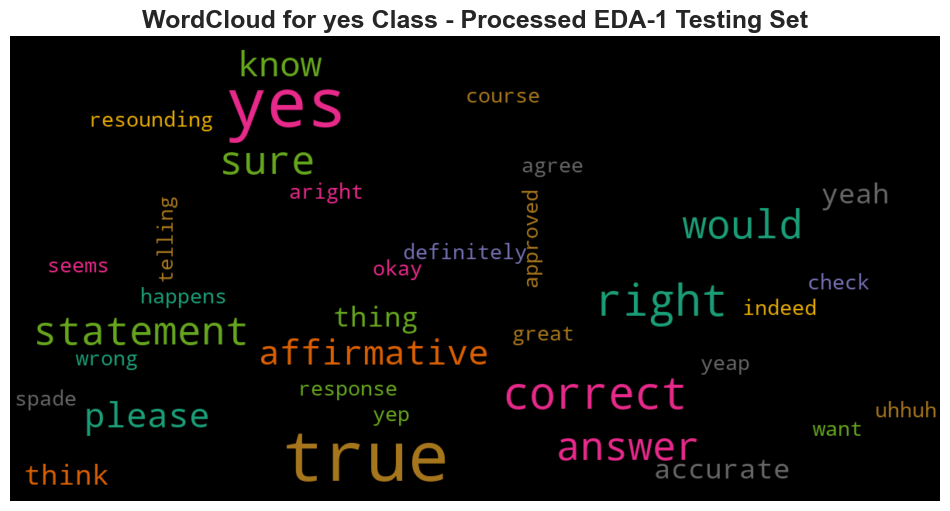 WordCloud for yes Class - Processed EDA-1 Testing Set
know
yes
course
resounding
sure
agree
aright
yeah
telling
approved
would
definitely
seems
okay
check
happens
right
indeed
thing
statement
great
affirmative
wrong
yeap
response
correct
spade
please
yep
uhhuh
want
true
answer
accurate
think